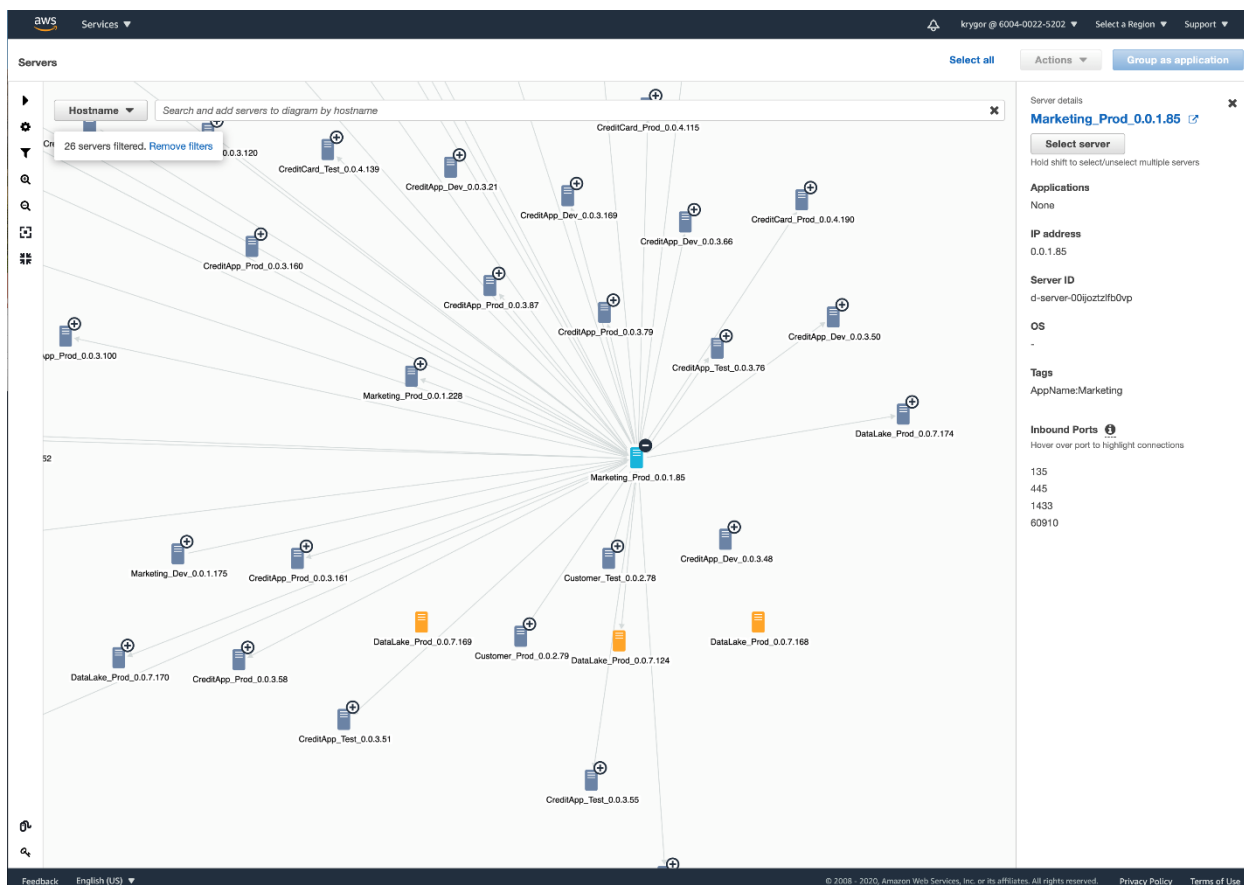 aws
Services
krygor @ 6004-0022-5202
Select a Region
Support
Servers
Select all
Actions
Group as application
Hostname
Search and add servers to diagram by hostname
26 servers filtered. Remove filters
0.0.3.120
CreditCard_Prod_0.0.4.115
CreditCard_Test_0.0.4.139
CreditApp_Dev_0.0.3.21
CreditApp_Dev_0.0.3.169
CreditCard_Prod_0.0.4.190
CreditApp_Dev_0.0.3.66
CreditApp_Prod_0.0.3.160
CreditApp_Prod_0.0.3.87
CreditApp_Prod_0.0.3.79
CreditApp_Dev_0.0.3.50
App_Prod_0.0.3.100
CreditApp_Test_0.0.3.76
Marketing_Prod_0.0.1.228
DataLake_Prod_0.0.7.174
52
Marketing_Prod_0.0.1.85
Marketing_Dev_0.0.1.175
CreditApp_Prod_0.0.3.161
Customer_Test_0.0.2.78
CreditApp_Dev_0.0.3.48
DataLake_Prod_0.0.7.169
Customer_Prod_0.0.2.79
DataLake_Prod_0.0.7.124
DataLake_Prod_0.0.7.168
DataLake_Prod_0.0.7.170
CreditApp_Prod_0.0.3.58
CreditApp_Test_0.0.3.51
CreditApp_Test_0.0.3.55
Server details
Marketing_Prod_0.0.1.85
Select server
Hold shift to select/unselect multiple servers
Applications
None
IP address
0.0.1.85
Server ID
d-server-00ijoztzlfb0vp
OS
-
Tags
AppName:Marketing
Inbound Ports
Hover over port to highlight connections
135
445
1433
60910
Feedback
English (US)
© 2008 - 2020, Amazon Web Services, Inc. or its affiliates. All rights reserved.
Privacy Policy
Terms of Use